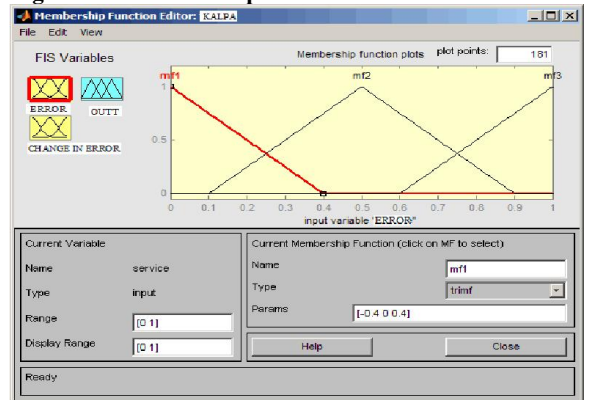 Membership Function Editor: KALPA
File Edit View
FIS Variables
Membership function plots plot points: 181
mf1 mf2 mf3
ERROR OUTT
CHANGE IN ERROR
1
0.5
0
0 0.1 0.2 0.3 0.4 0.5 0.6 0.7 0.8 0.9 1
input variable "ERROR"
Current Variable
Name service
Type input
Range [0 1]
Display Range [0 1]
Current Membership Function (click on MF to select)
Name mf1
Type trimf
Params [-0.4 0 0.4]
Help Close
Ready